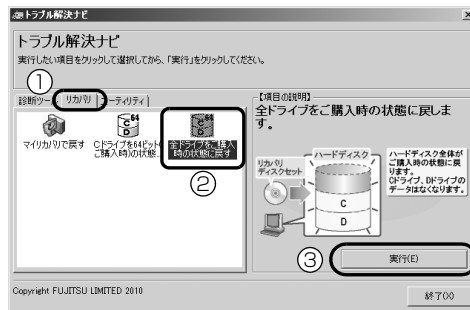 トラブル解決ナビ
トラブル解決ナビ
実行したい項目をクリックして選択してから、「実行」をクリックしてください。
①
診断ツール リカバリ ユーティリティ
マイリカバリで戻す
Cドライブを64ビット(
ご購入時)の状態...
全ドライブをご購入
時の状態に戻す
②
【項目の説明】
全ドライブをご購入時の状態に戻しま
す。
リカバリ
ディスクセット
ハードディスク
C
D
ハードディスク全体が
ご購入時の状態に戻
ります。
Cドライブ、Dドライブの
データはなくなります。
③
実行(E)
Copyright FUJITSU LIMITED 2010
終了(X)